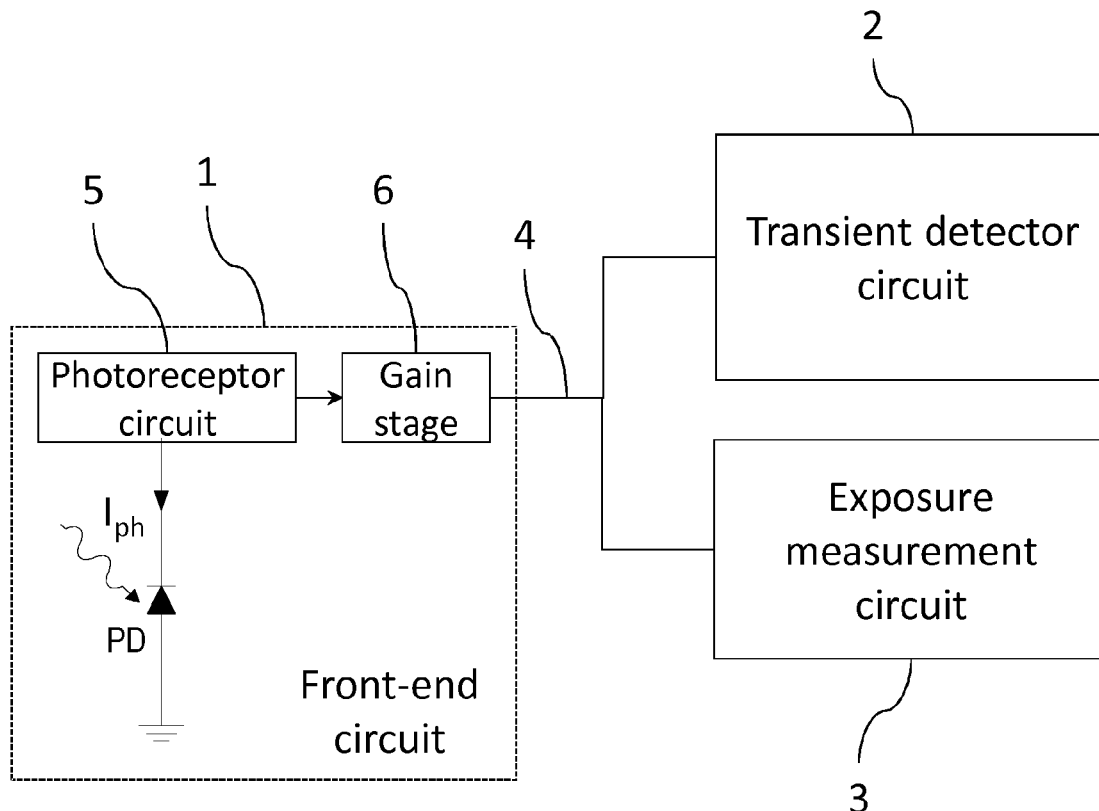 2
1
5
6
4
Transient detector
circuit
Photoreceptor
circuit
Gain
stage
Iph
PD
Exposure
measurement
circuit
Front-end
circuit
3